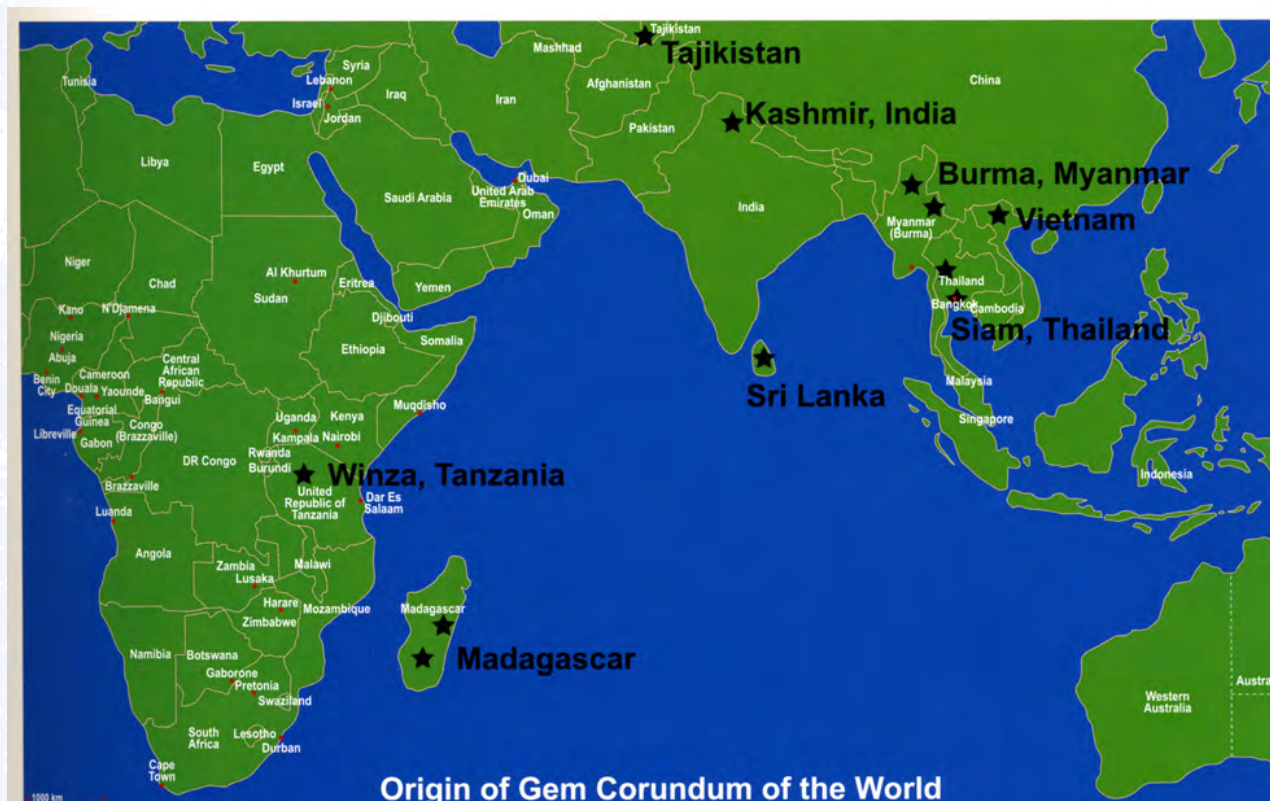 Tajikistan
Tajikistan
Mashhad
Afghanistan
China
Tunisia
Syria
Lebanon
Iraq
Iran
Israel
Jordan
Kashmir, India
Pakistan
Libya
Egypt
Dubai
United Arab
Emirates
Saudi Arabia
Oman
India
Burma, Myanmar
Myanmar
(Burma)
Vietnam
Niger
Chad
Al Khurtum
Sudan
Eritrea
Yemen
Thailand
Kano
N'Djamena
Djibouti
Bangkok
Cambodia
Siam, Thailand
Nigeria
Abuja
Ethiopia
Somalia
Central
African
Republic
Benin
City
Cameroon
Douala
Yaounde
Bangui
Equatorial
Guinea
Malaysia
Sri Lanka
Muqdisho
Singapore
Uganda
Kenya
Kampala
Nairobi
Libreville
Gabon
Congo
(Brazzaville)
DR Congo
Rwanda
Burundi
Winza, Tanzania
Indonesia
Brazzaville
United
Republic of
Tanzania
Dar Es
Salaam
Luanda
Angola
Zambia
Lusaka
Malawi
Harare
Zimbabwe
Mozambique
Madagascar
Madagascar
Namibia
Botswana
Gaborone
Pretonia
Swaziland
Western
Australia
Austra
South
Africa
Lesotho
Durban
Cape
Town
Origin of Gem Corundum of the World
1000 km